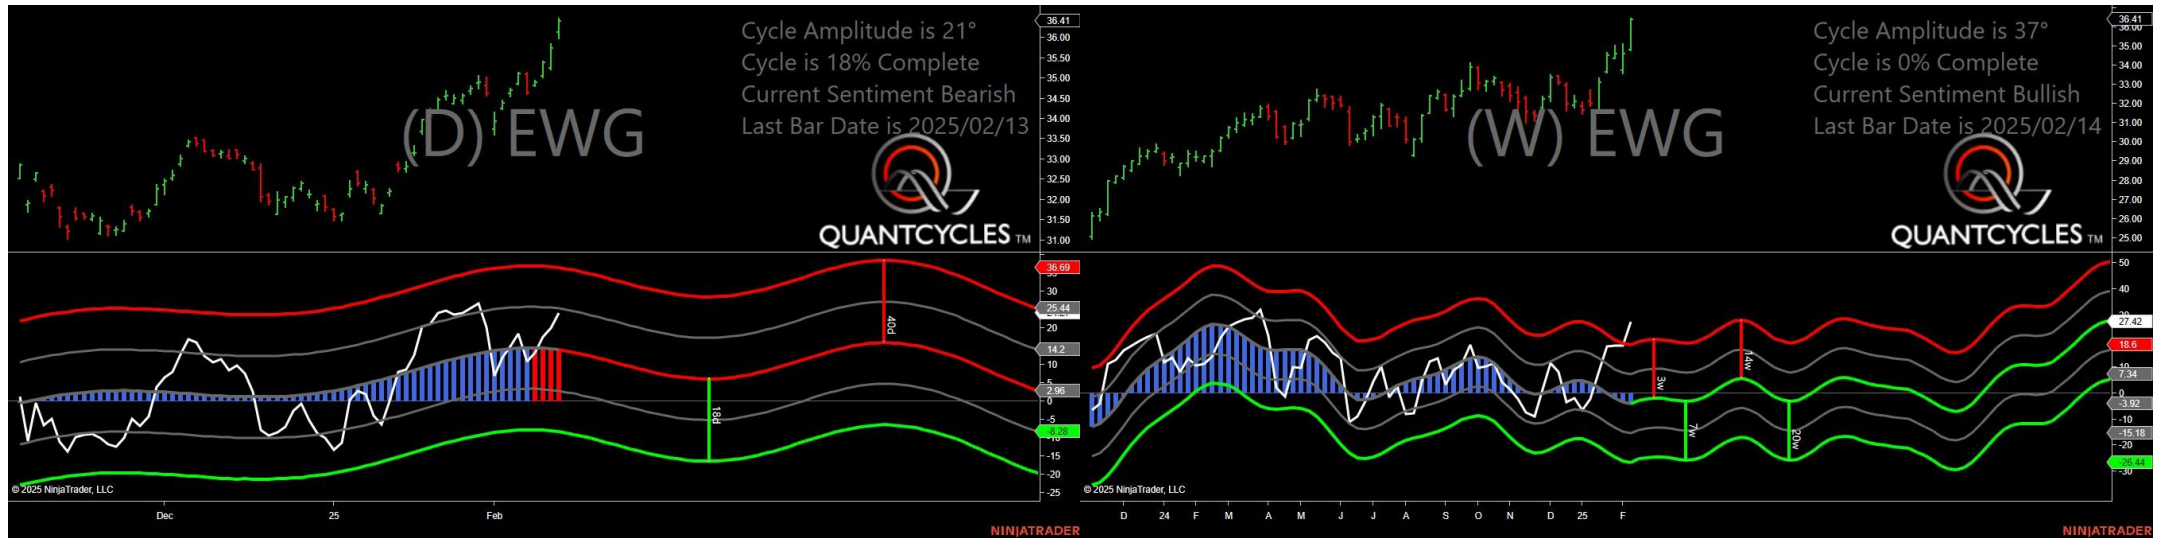 Cycle Amplitude is 21°
Cycle is 18% Complete
Current Sentiment Bearish
Last Bar Date is 2025/02/13
(D) EWG
QUANTCYCLES TM
36.41
36.00
35.50
35.00
34.50
34.00
33.50
33.00
32.50
32.00
31.50
31.00
36.69
30
25.44
20
14.2
10
5
2.96
0
-5
-8.28
-15
-20
-25
40d
18d
© 2025 NinjaTrader, LLC
Dec
25
Feb
NINJATRADER
Cycle Amplitude is 37°
Cycle is 0% Complete
Current Sentiment Bullish
Last Bar Date is 2025/02/14
(W) EWG
QUANTCYCLES TM
36.41
35.00
34.00
33.00
32.00
31.00
30.00
29.00
28.00
27.00
26.00
25.00
50
40
27.42
18.6
7.34
0
-3.92
-10
-15.18
-20
-26.44
3w
14w
7w
20w
© 2025 NinjaTrader, LLC
D
24
F
M
A
M
J
J
A
S
O
N
D
25
F
NINJATRADER